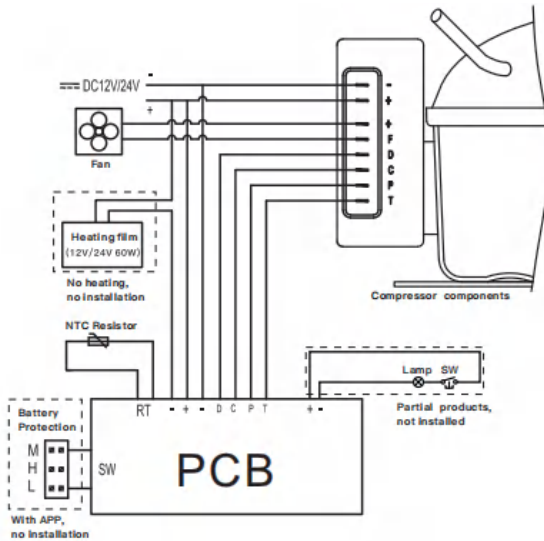 -
DC12V/24V
+
Fan
-
+
+
F
D
C
P
T
Heating film
(12V/24V 60W)
No heating,
no installation
Compressor components
NTC Resistor
Lamp SW
Partial products,
not installed
RT - + - D C P T + -
Battery
Protection
M
H
L
SW
PCB
With APP,
no installation